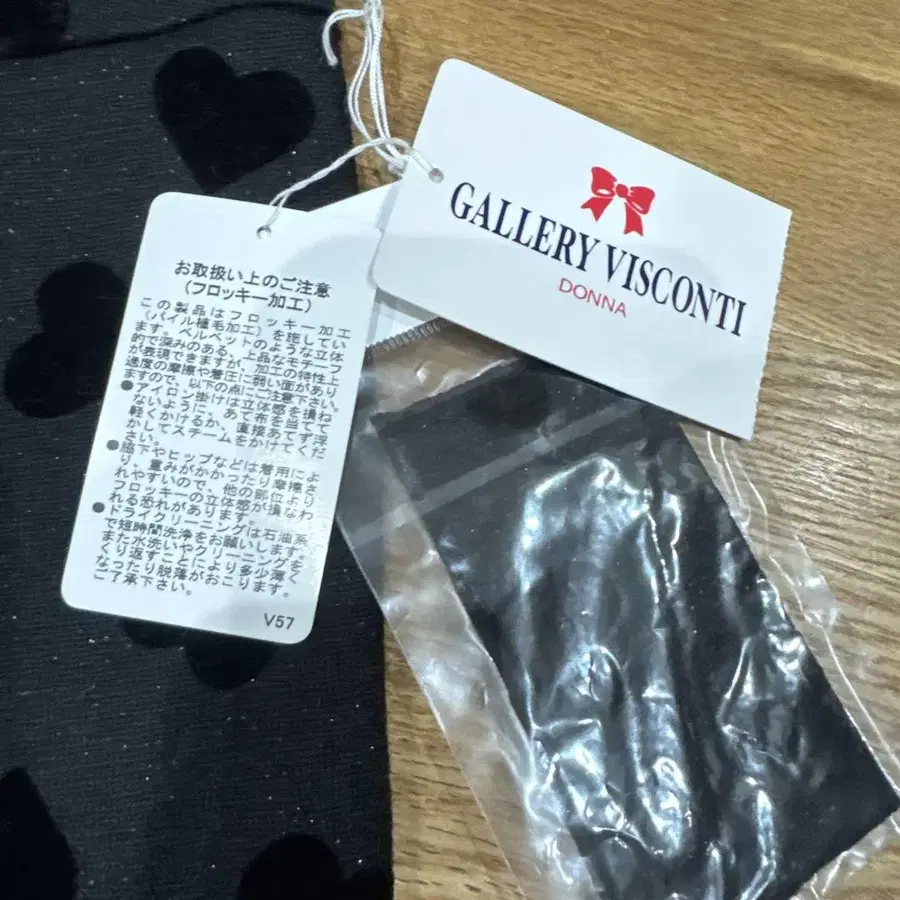 お取扱い上のご注意
(フロッキー加工)
この製品はフロッキー加工
(パイル植毛加工)を施してい
ます。ベルベットのような立体
的で深みのある、上品なモチーフ
が表現できますが、加工の特性上
過度の摩擦や着圧に弱い面があり
ますので、以下の点にご注意下さい。
●アイロン掛けは立体感を損ね
ないように、あて布を当てて
軽くかけるか、直接あてず浮
かしてスチームをかけてくだ
さい。
●脇下やヒップなどは着用によ
り、重みがかかったり摩擦さ
れやすいので、他の部位より
フロッキーの立体感が損なわ
れる恐れがあります。
●ドライクリーニングは石油系
で短時間洗浄をお願いします。
また水洗いやクリーニングをく
り返すことにより多少薄く
なったり脱落がおこります。
ご了承下さい。
V57
GALLERY VISCONTI
DONNA